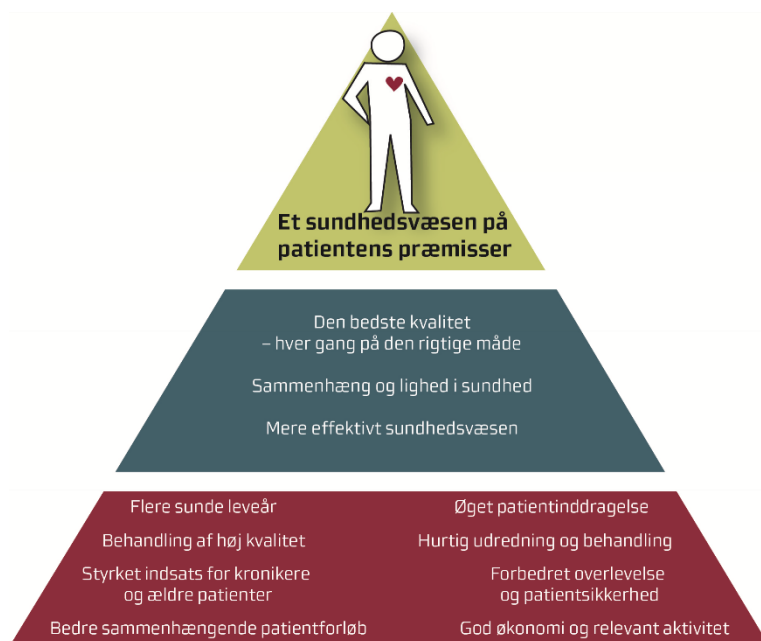 Et sundhedsvæsen på
patientens præmisser
Den bedste kvalitet
– hver gang på den rigtige måde
Sammenhæng og lighed i sundhed
Mere effektivt sundhedsvæsen
Flere sunde leveår
Behandling af høj kvalitet
Styrket indsats for kronikere
og ældre patienter
Bedre sammenhængende patientforløb
Øget patientinddragelse
Hurtig udredning og behandling
Forbedret overlevelse
og patientsikkerhed
God økonomi og relevant aktivitet